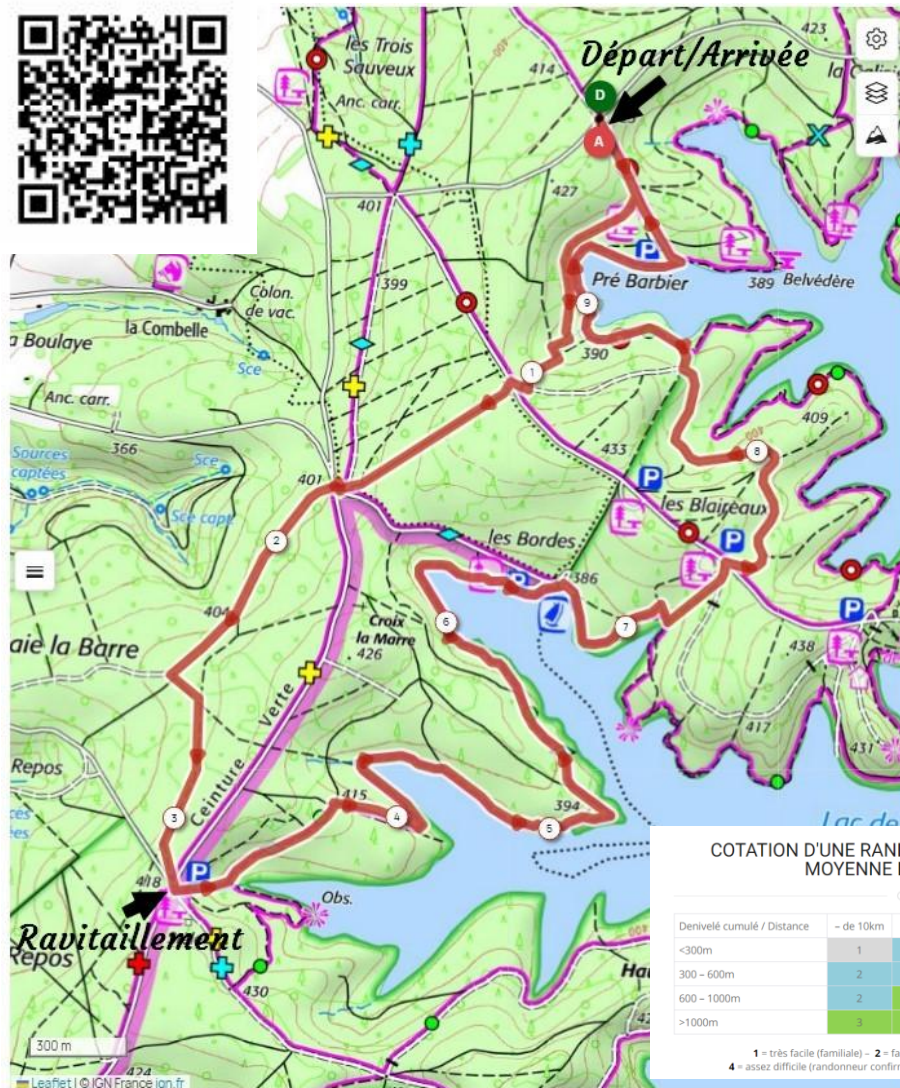 les Trois
Sauveux
Anc. carr.
Départ/Arrivée
423
414
D
A
427
401
P
Pré Barbier
389
Belvédère
399
Colon.
de vac.
la Combelle
Sce
a Boulaye
Anc. carr.
366
9
390
1
409
433
8
P
les Blaireaux
P
Sources
captées
Sce
Sce capt.
401
2
les Bordes
386
P
404
Croix
la Marre
426
6
7
438
417
431
aie la Barre
Ceinture Verte
Repos
415
4
394
5
3
418
P
Obs.
Lac de
Ravitaillement
Repos
430
Hau
424
300 m
Leaflet | © IGN France ign.fr
COTATION D'UNE RAN
MOYENNE
Denivelé cumulé / Distance
– de 10km
<300m
1
300 – 600m
2
600 – 1000m
2
>1000m
3
1 = très facile (familiale) – 2 = fa
4 = assez difficile (randonneur confir